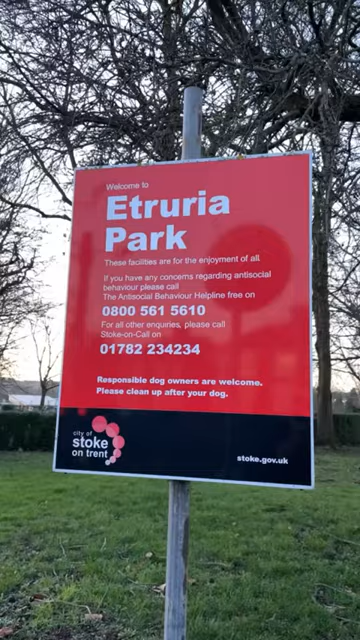 Welcome to
Etruria
Park
These facilities are for the enjoyment of all.
If you have any concerns regarding antisocial
behaviour please call
The Antisocial Behaviour Helpline free on
0800 561 5610
For all other enquiries, please call
Stoke-on-Call on
01782 234234
Responsible dog owners are welcome.
Please clean up after your dog.
city of
stoke
on trent
stoke.gov.uk